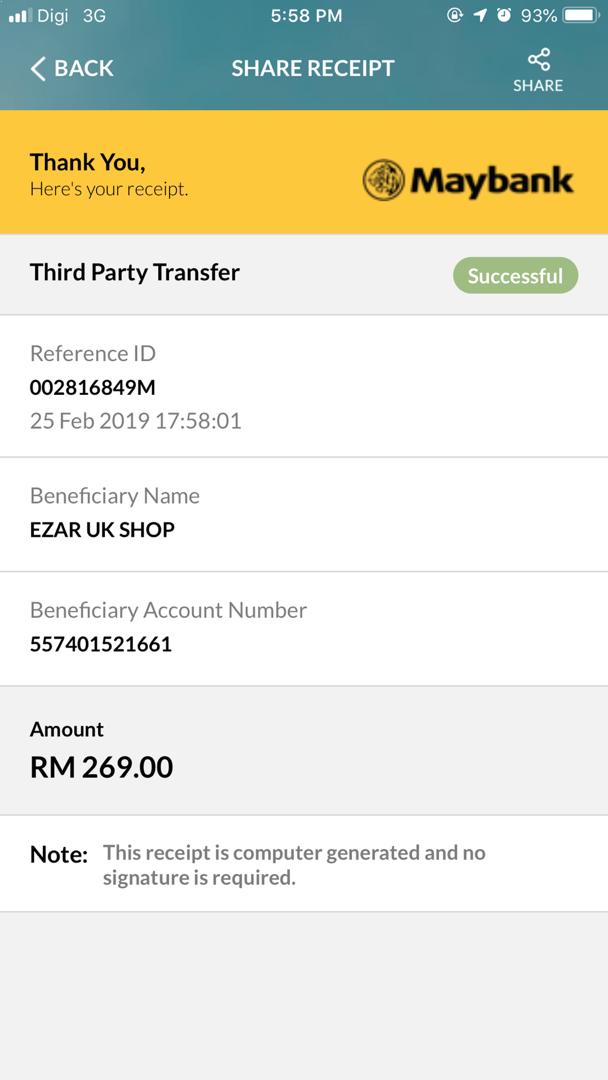 Digi 3G 5:58 PM 93%
BACK SHARE RECEIPT SHARE
Thank You,
Here's your receipt.
Maybank
Third Party Transfer Successful
Reference ID
002816849M
25 Feb 2019 17:58:01
Beneficiary Name
EZAR UK SHOP
Beneficiary Account Number
557401521661
Amount
RM 269.00
Note: This receipt is computer generated and no
signature is required.